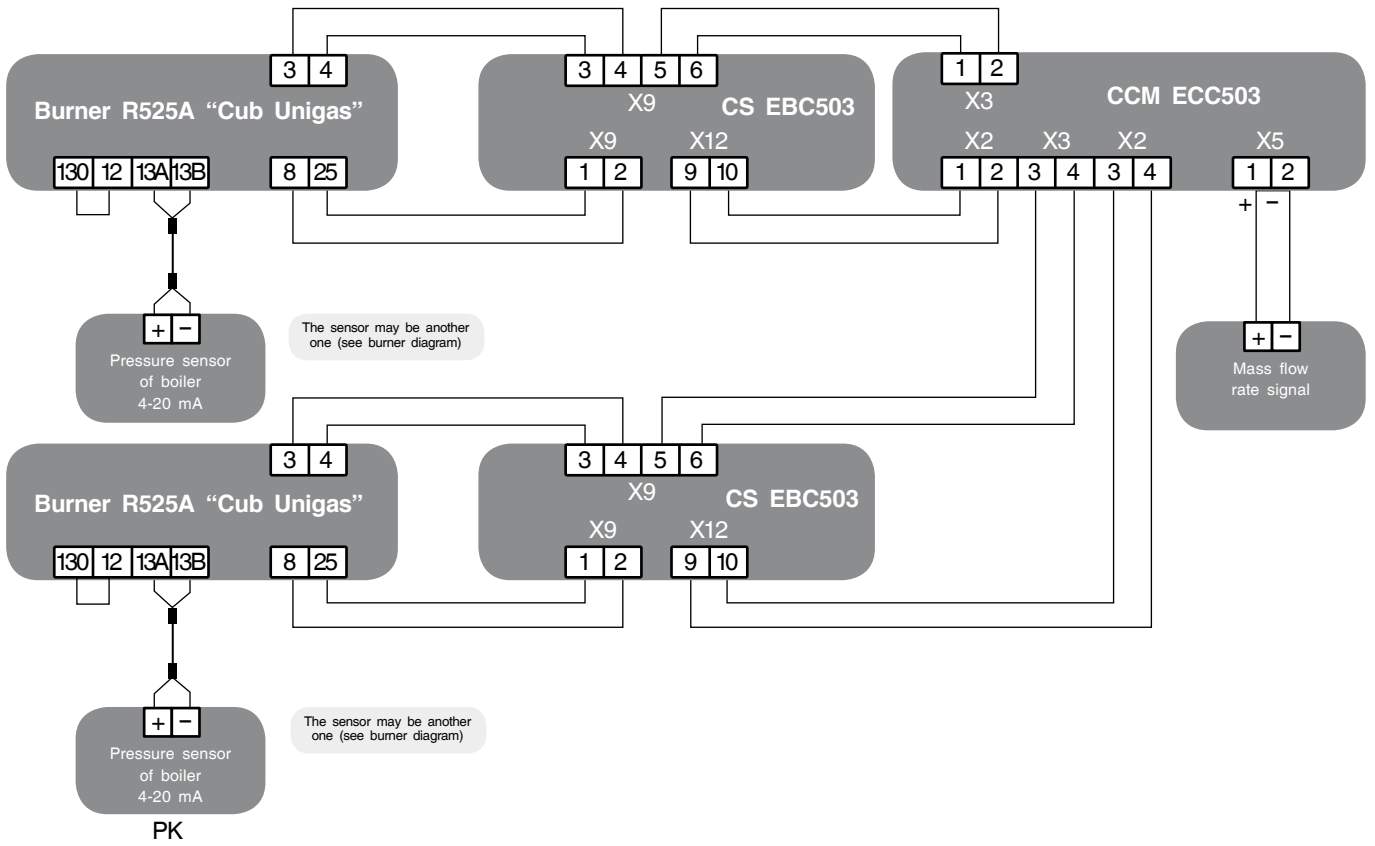 3 4
3 4 5 6
1 2
Burner R525A “Cub Unigas”
X9
CS EBC503
X3
CCM ECC503
X9 X12
X2 X3 X2 X5
130 12 13A 13B 8 25
1 2 9 10
1 2 3 4 3 4 1 2
+ −
+ −
Pressure sensor
of boiler
4-20 mA
The sensor may be another
one (see burner diagram)
+ −
Mass flow
rate signal
3 4
3 4 5 6
Burner R525A “Cub Unigas”
X9
CS EBC503
X9 X12
130 12 13A 13B 8 25
1 2 9 10
+ −
Pressure sensor
of boiler
4-20 mA
The sensor may be another
one (see burner diagram)
PK